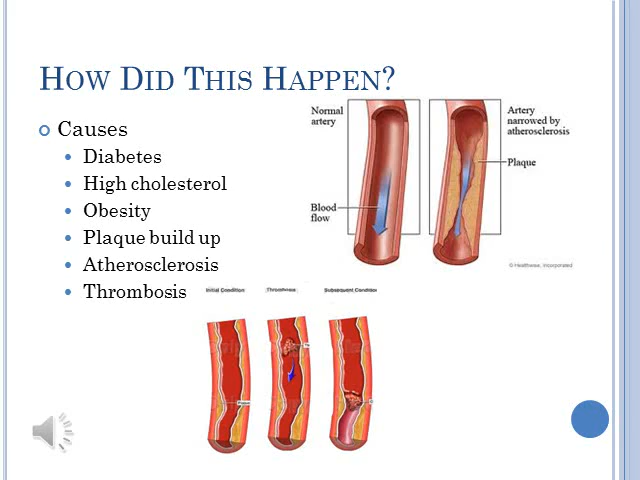 HOW DID THIS HAPPEN?
Causes
Diabetes
High cholesterol
Obesity
Plaque build up
Atherosclerosis
Thrombosis
Normal
artery
Blood
flow
Artery
narrowed by
atherosclerosis
Plaque
© Healthwise, Incorporated
Initial Condition
Thrombosis
Subsequent Condition